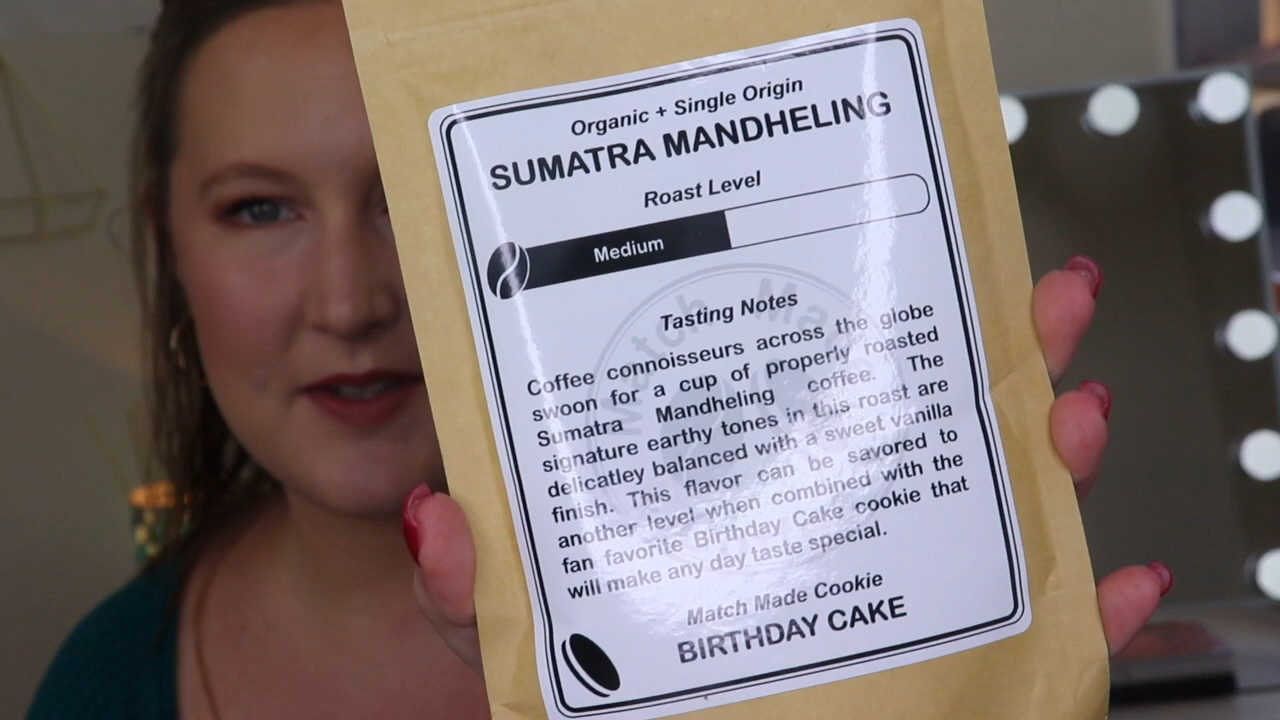 Organic + Single Origin
SUMATRA MANDHELING
Roast Level
Medium
Tasting Notes
Coffee connoisseurs across the globe
swoon for a cup of properly roasted
Sumatra Mandheling coffee. The
signature earthy tones in this roast are
delicatley balanced with a sweet vanilla
finish. This flavor can be savored to
another level when combined with the
fan favorite Birthday Cake cookie that
will make any day taste special.
Match Made Cookie
BIRTHDAY CAKE